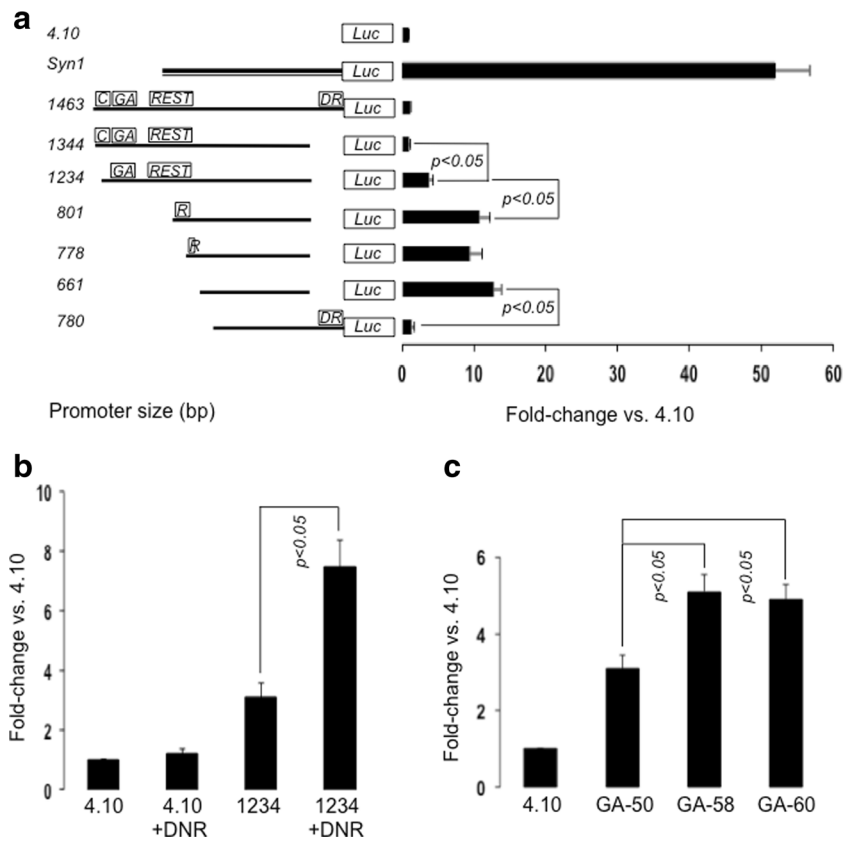 a
4.10 Luc
Syn1 Luc
1463 C GA REST DR Luc
1344 C GA REST Luc
p<0.05
1234 GA REST Luc
p<0.05
801 R Luc
778 R Luc
661 Luc
p<0.05
780 DR Luc
0 10 20 30 40 50 60
Promoter size (bp)
Fold-change vs. 4.10
b
Fold-change vs. 4.10
10
8
6
4
2
0
p<0.05
4.10 4.10 1234 1234
+DNR +DNR
c
Fold-change vs. 4.10
6
4
2
0
p<0.05 p<0.05
4.10 GA-50 GA-58 GA-60